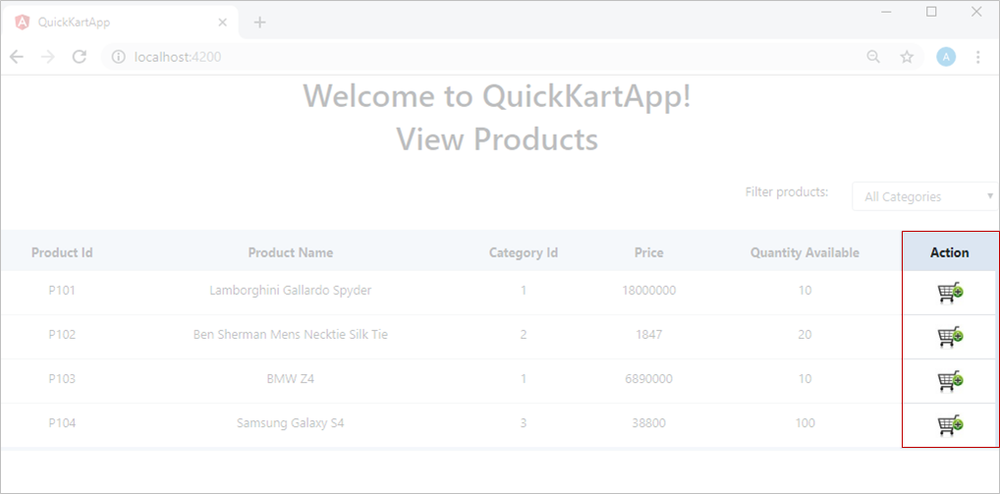 QuickKartApp
localhost:4200
A
Welcome to QuickKartApp!
View Products
Filter products: All Categories
Product Id Product Name Category Id Price Quantity Available Action
P101 Lamborghini Gallardo Spyder 1 18000000 10
P102 Ben Sherman Mens Necktie Silk Tie 2 1847 20
P103 BMW Z4 1 6890000 10
P104 Samsung Galaxy S4 3 38800 100